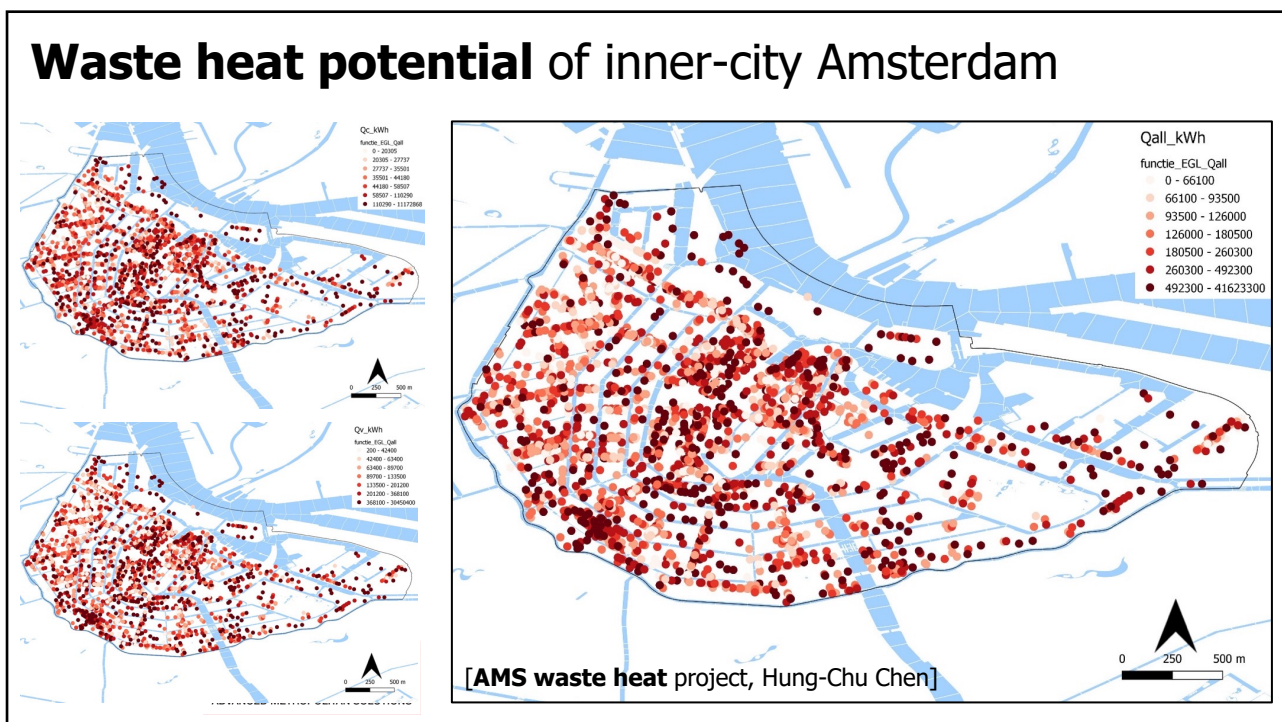 Waste heat potential of inner-city Amsterdam
Qc_kWh
functie_EGL_Qall
0 - 20305
20305 - 27737
27737 - 35501
35501 - 44180
44180 - 58507
58507 - 110290
110290 - 11172868
0 250 500 m
Qv_kWh
functie_EGL_Qall
200 - 42400
42400 - 63400
63400 - 89700
89700 - 133500
133500 - 201200
201200 - 368100
368100 - 30450400
0 250 500 m
Qall_kWh
functie_EGL_Qall
0 - 66100
66100 - 93500
93500 - 126000
126000 - 180500
180500 - 260300
260300 - 492300
492300 - 41623300
0 250 500 m
[AMS waste heat project, Hung-Chu Chen]